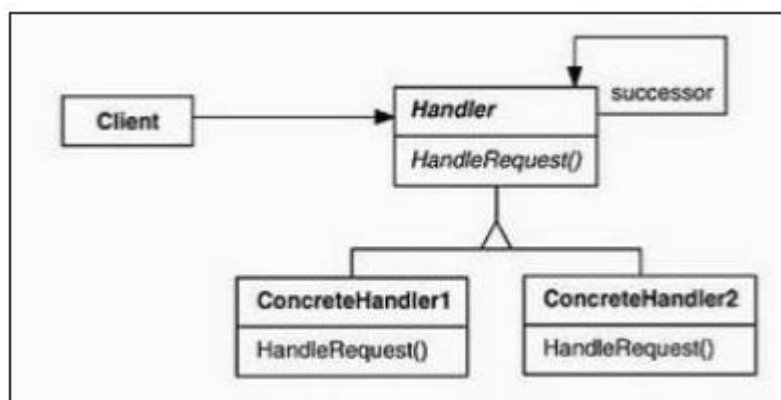 successor
Handler
Client
HandleRequest()
ConcreteHandler1
ConcreteHandler2
HandleRequest()
HandleRequest()